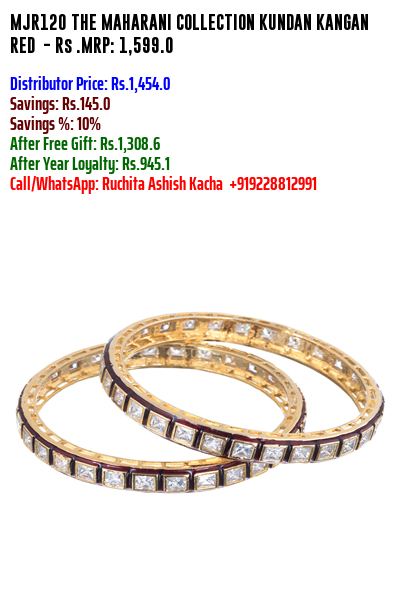 MJR120 THE MAHARANI COLLECTION KUNDAN KANGAN
RED - Rs .MRP: 1,599.0
Distributor Price: Rs.1,454.0
Savings: Rs.145.0
Savings %: 10%
After Free Gift: Rs.1,308.6
After Year Loyalty: Rs.945.1
Call/WhatsApp: Ruchita Ashish Kacha +919228812991